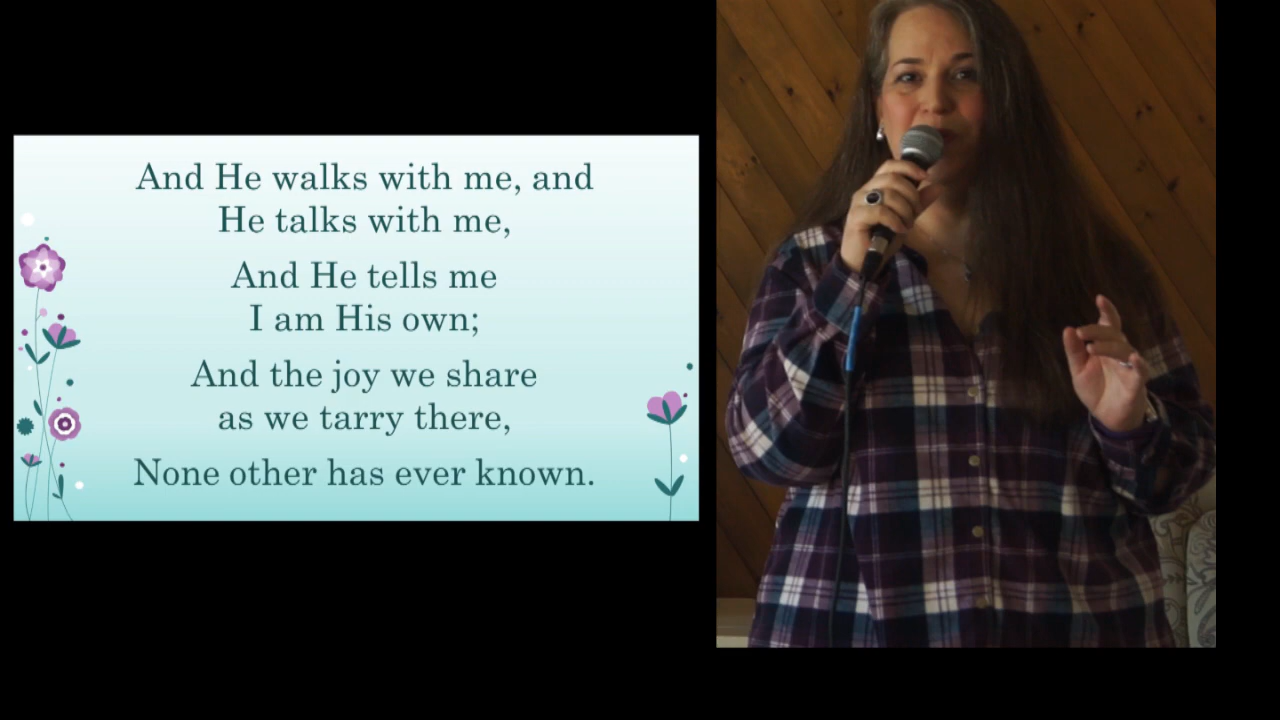 And He walks with me, and
He talks with me,
And He tells me
I am His own;
And the joy we share
as we tarry there,
None other has ever known.